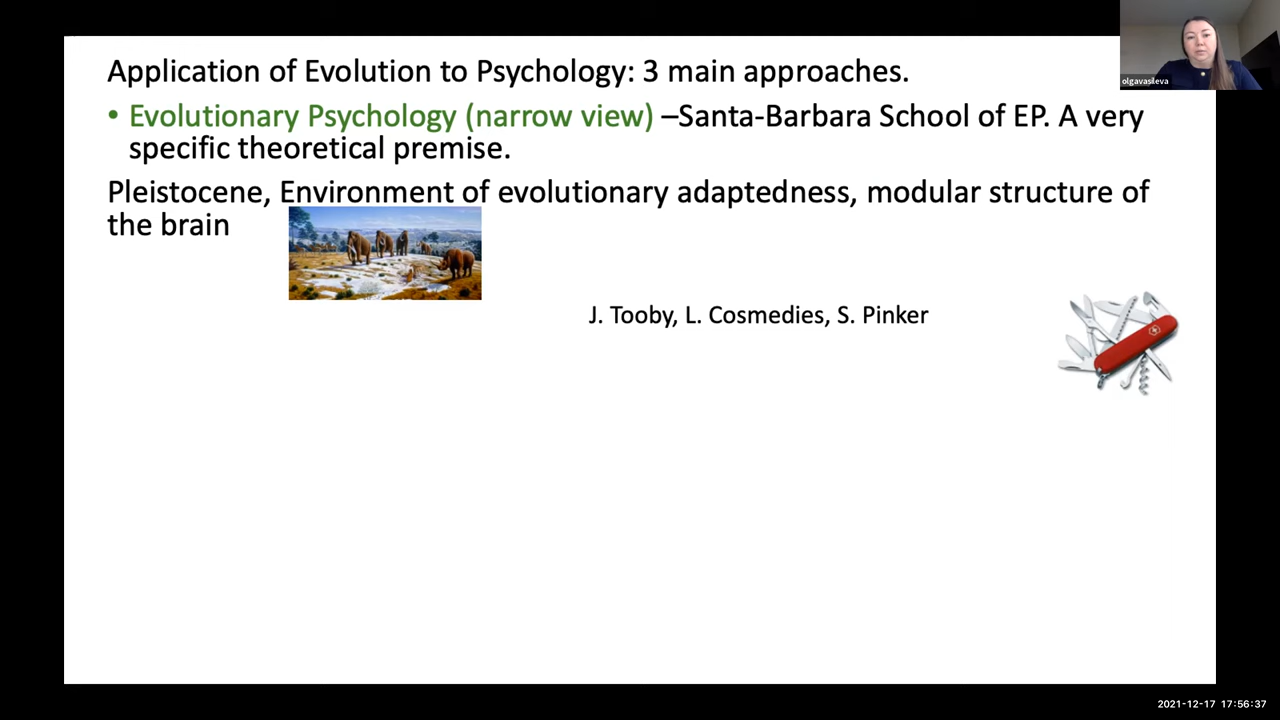 Application of Evolution to Psychology: 3 main approaches.
• Evolutionary Psychology (narrow view) –Santa-Barbara School of EP. A very
specific theoretical premise.
Pleistocene, Environment of evolutionary adaptedness, modular structure of
the brain
J. Tooby, L. Cosmedies, S. Pinker
olgavasileva
2021-12-17 17:56:37